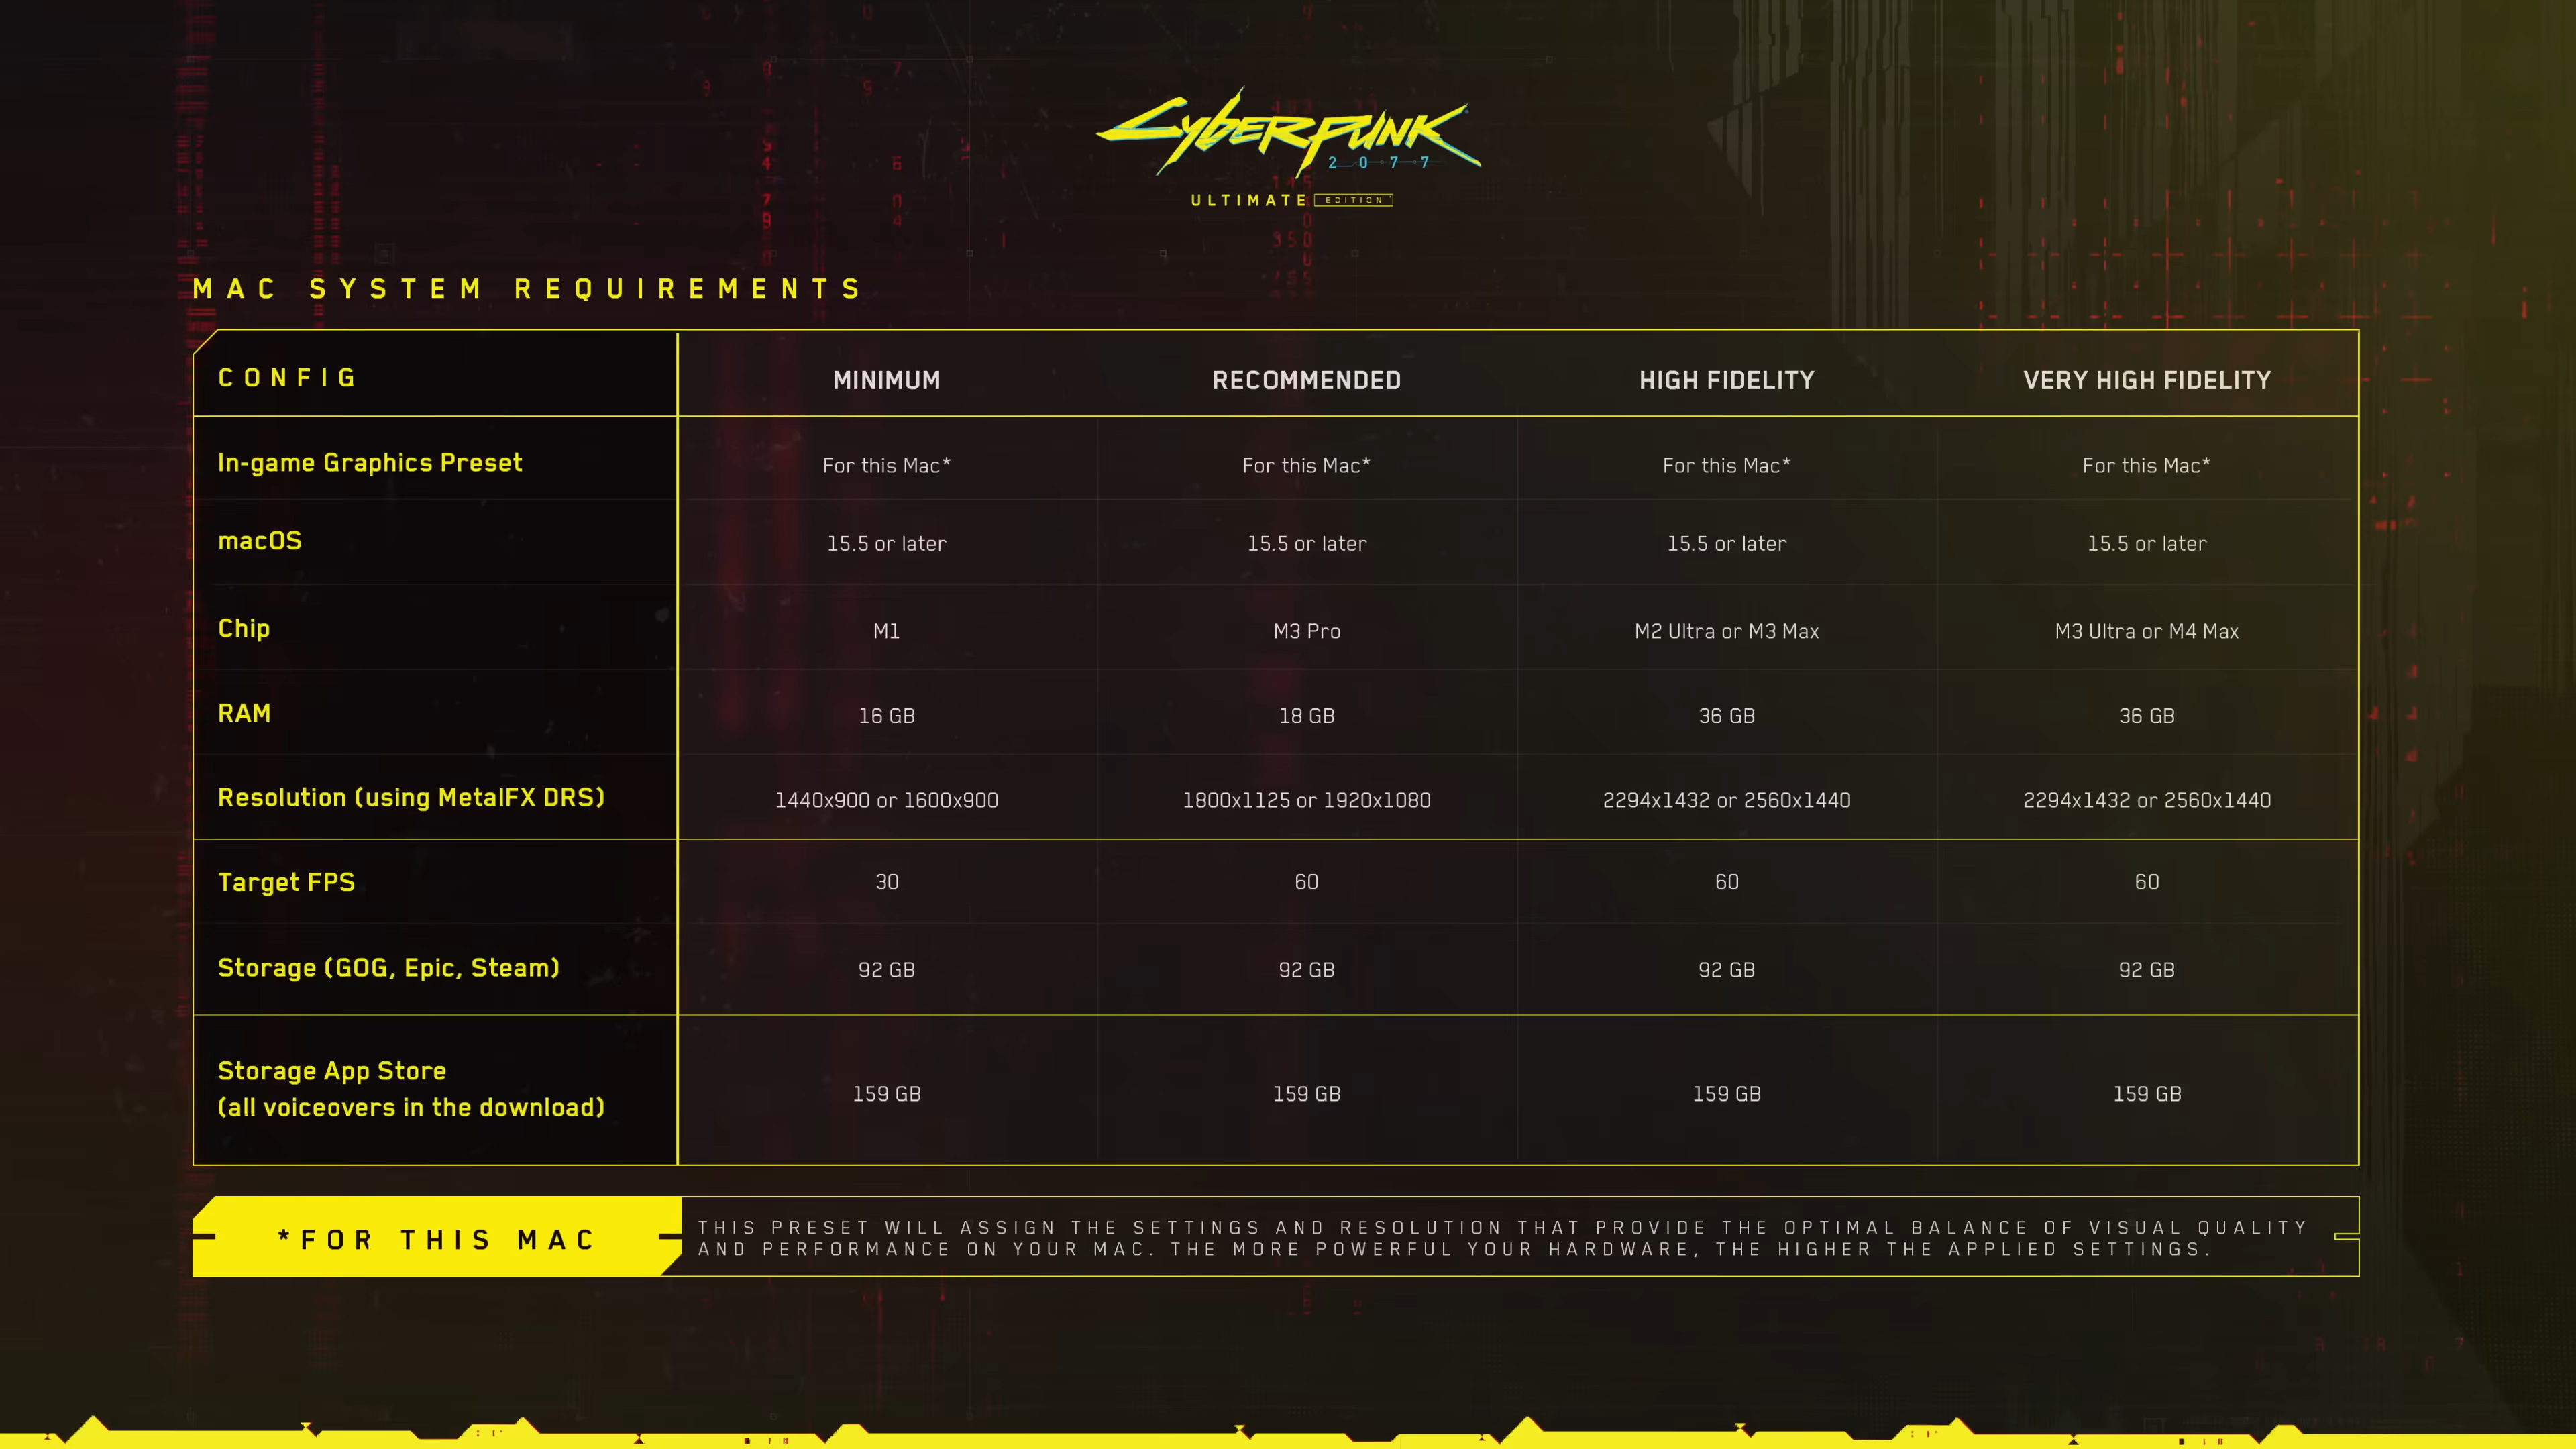 CYBERPUNK
2077
ULTIMATE EDITION
MAC SYSTEM REQUIREMENTS
CONFIG MINIMUM RECOMMENDED HIGH FIDELITY VERY HIGH FIDELITY
In-game Graphics Preset For this Mac* For this Mac* For this Mac* For this Mac*
macOS 15.5 or later 15.5 or later 15.5 or later 15.5 or later
Chip M1 M3 Pro M2 Ultra or M3 Max M3 Ultra or M4 Max
RAM 16 GB 18 GB 36 GB 36 GB
Resolution (using MetalFX DRS) 1440x900 or 1600x900 1800x1125 or 1920x1080 2294x1432 or 2560x1440 2294x1432 or 2560x1440
Target FPS 30 60 60 60
Storage (GOG, Epic, Steam) 92 GB 92 GB 92 GB 92 GB
Storage App Store
(all voiceovers in the download) 159 GB 159 GB 159 GB 159 GB
*FOR THIS MAC
THIS PRESET WILL ASSIGN THE SETTINGS AND RESOLUTION THAT PROVIDE THE OPTIMAL BALANCE OF VISUAL QUALITY
AND PERFORMANCE ON YOUR MAC. THE MORE POWERFUL YOUR HARDWARE, THE HIGHER THE APPLIED SETTINGS.